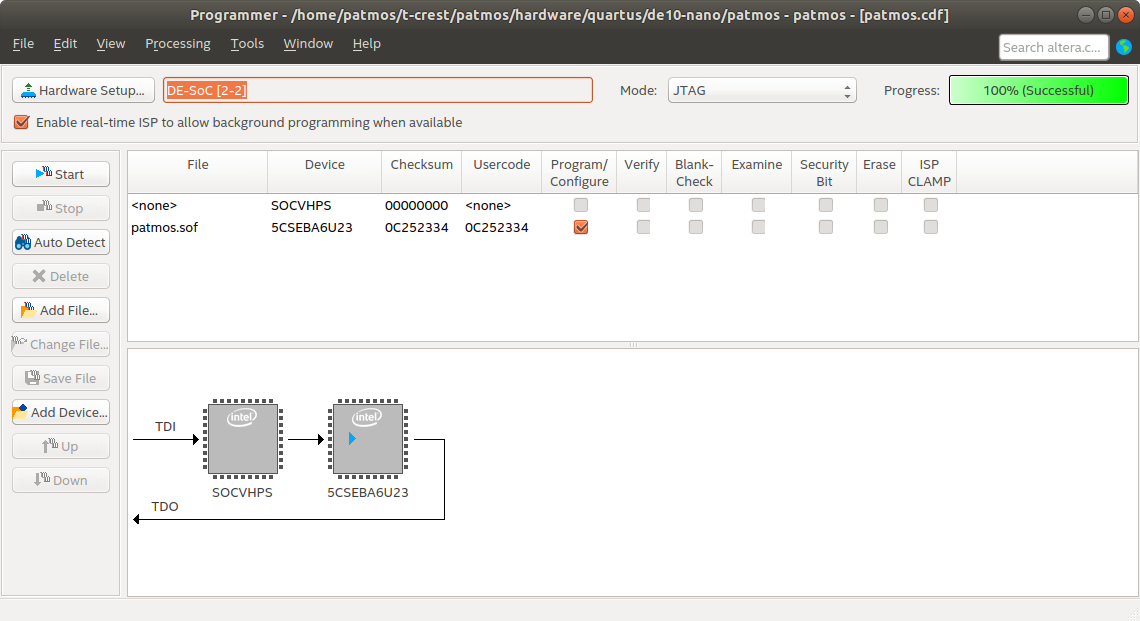 Programmer - /home/patmos/t-crest/patmos/hardware/quartus/de10-nano/patmos - patmos - [patmos.cdf]
File Edit View Processing Tools Window Help
Search altera.c...
Hardware Setup... DE-SoC [2-2] Mode: JTAG Progress: 100% (Successful)
Enable real-time ISP to allow background programming when available
Start
Stop
Auto Detect
Delete
Add File...
Change File...
Save File
Add Device...
Up
Down
File Device Checksum Usercode Program/ Verify Blank- Examine Security Erase ISP
Configure Check Bit CLAMP
<none> SOCVHPS 00000000 <none>
patmos.sof 5CSEBA6U23 0C252334 0C252334
intel intel
TDI
SOCVHPS 5CSEBA6U23
TDO